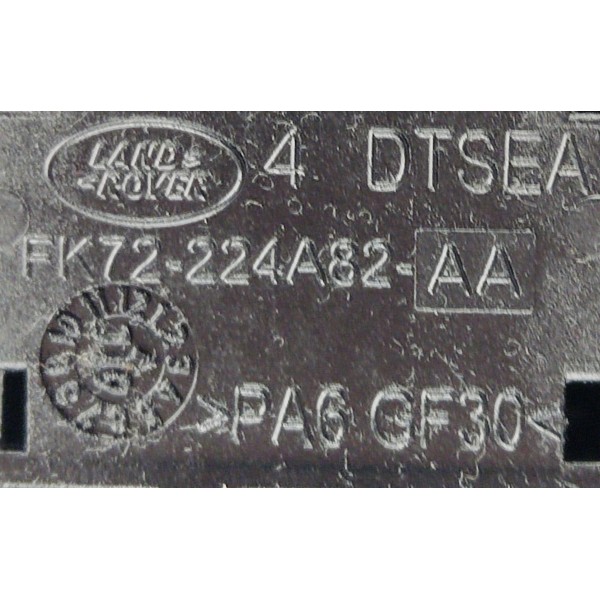 LAND-
-ROVER 4 DTSEA
FK72-224A82-AA
>PA6 GF30<